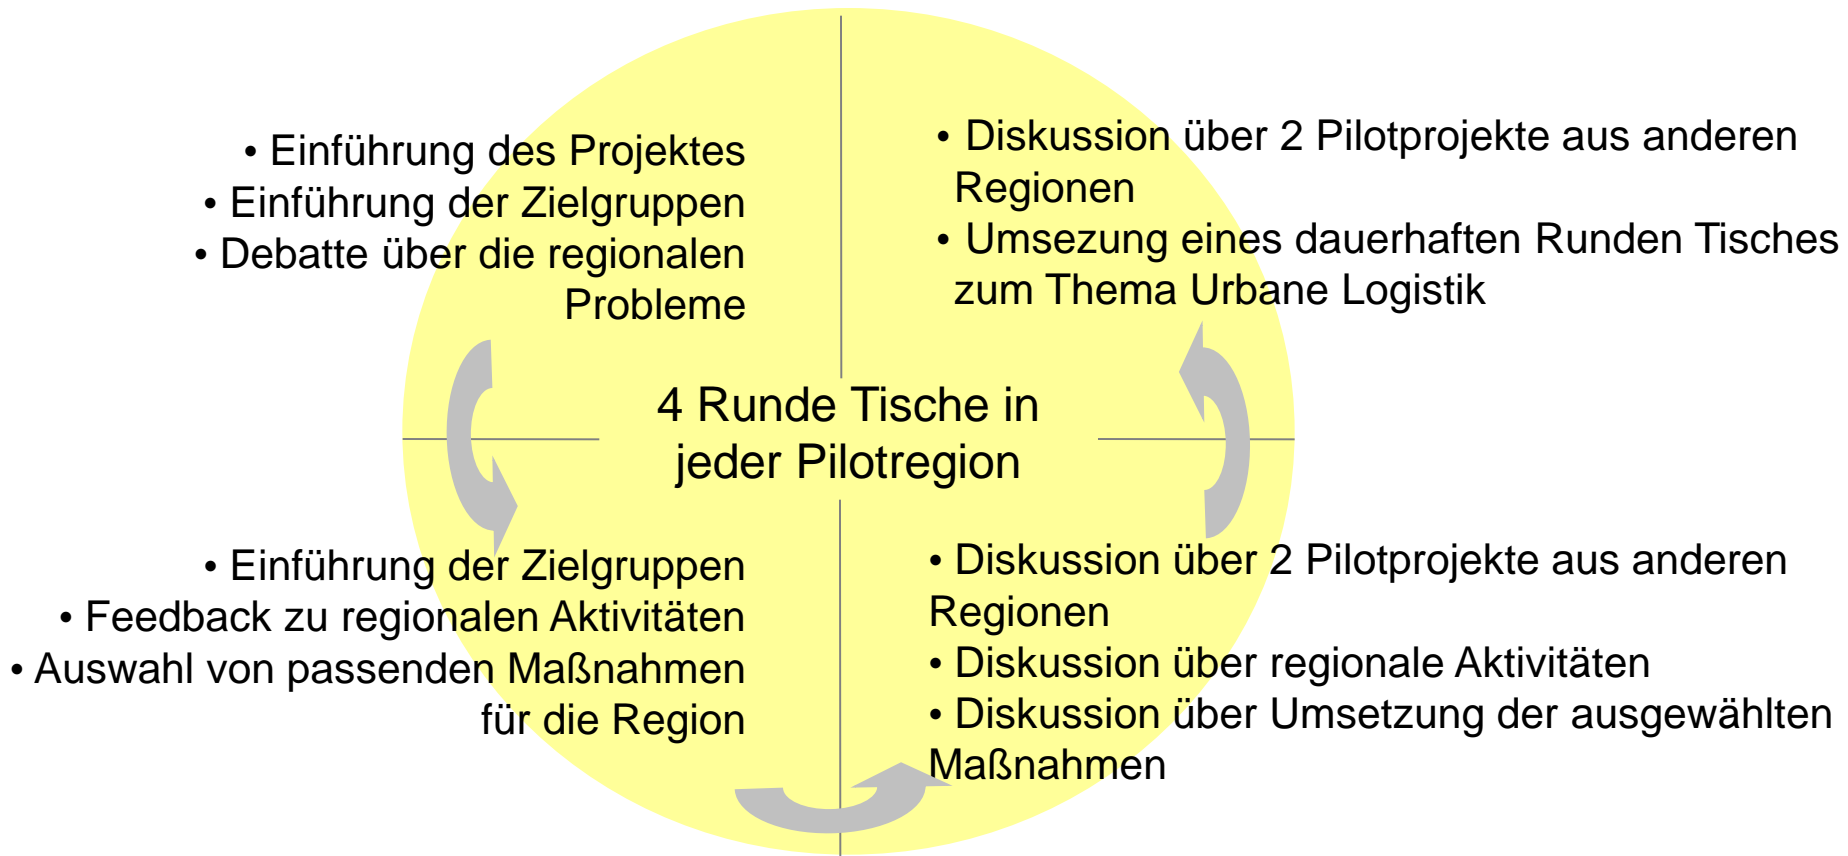 • Einführung des Projektes
• Einführung der Zielgruppen
• Debatte über die regionalen
Probleme
• Diskussion über 2 Pilotprojekte aus anderen
Regionen
• Umsezung eines dauerhaften Runden Tisches
zum Thema Urbane Logistik
4 Runde Tische in
jeder Pilotregion
• Einführung der Zielgruppen
• Feedback zu regionalen Aktivitäten
• Auswahl von passenden Maßnahmen
für die Region
• Diskussion über 2 Pilotprojekte aus anderen
Regionen
• Diskussion über regionale Aktivitäten
• Diskussion über Umsetzung der ausgewählten
Maßnahmen